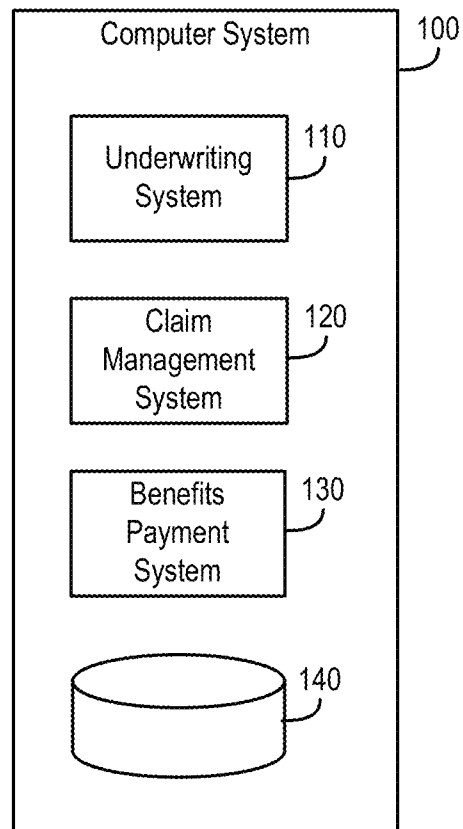 Computer System
100
Underwriting
System
110
Claim
Management
System
120
Benefits
Payment
System
130
140